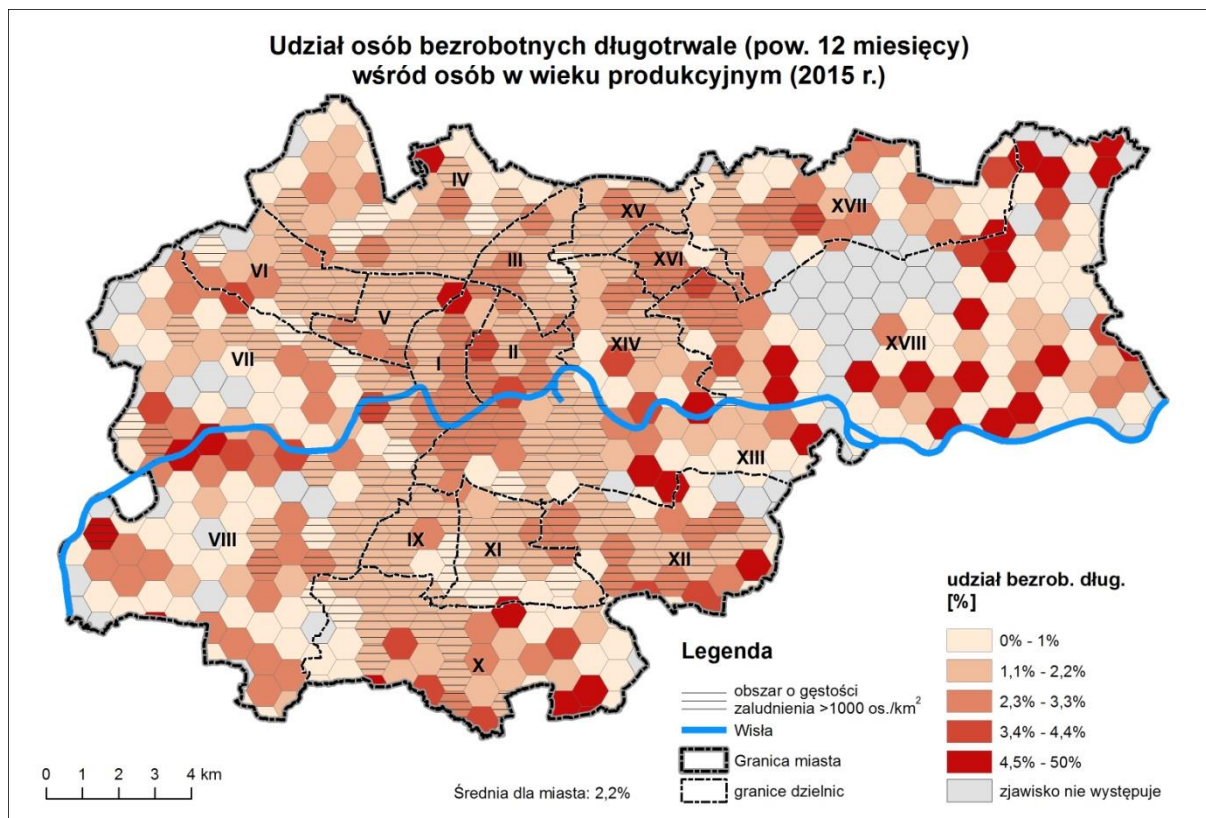 Udział osób bezrobotnych długotrwale (pow. 12 miesięcy)
wśród osób w wieku produkcyjnym (2015 r.)
IV
XV
XVII
VI
III
XVI
V
XVIII
VII
I
II
XIV
XIII
VIII
IX
XI
XII
X
Legenda
obszar o gęstości
zaludnienia >1000 os./km²
Wisła
Granica miasta
granice dzielnic
udział bezrob. dług.
[%]
0% - 1%
1,1% - 2,2%
2,3% - 3,3%
3,4% - 4,4%
4,5% - 50%
zjawisko nie występuje
0 1 2 3 4 km
Średnia dla miasta: 2,2%